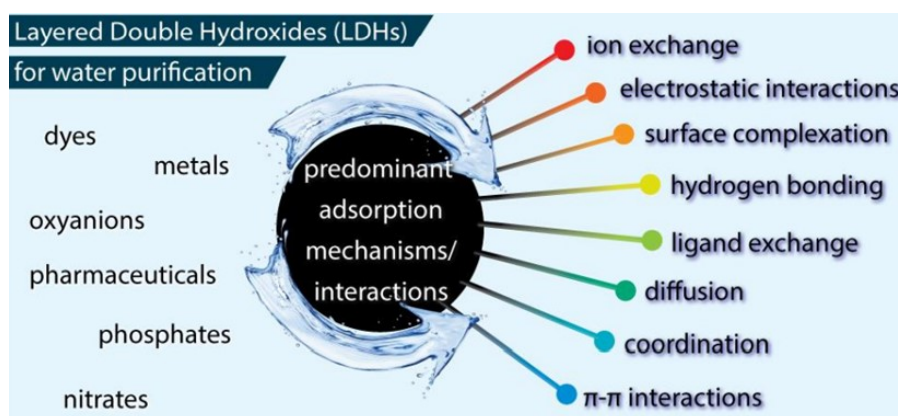 Layered Double Hydroxides (LDHs)
for water purification
dyes
metals
oxyanions
pharmaceuticals
phosphates
nitrates
predominant
adsorption
mechanisms/
interactions
ion exchange
electrostatic interactions
surface complexation
hydrogen bonding
ligand exchange
diffusion
coordination
π-π interactions